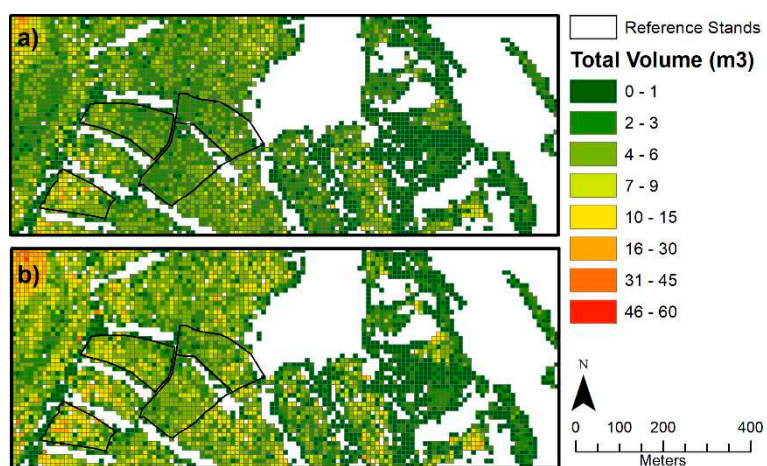 a)
b)
Reference Stands
Total Volume (m3)
0 - 1
2 - 3
4 - 6
7 - 9
10 - 15
16 - 30
31 - 45
46 - 60
N
0 100 200 400
Meters